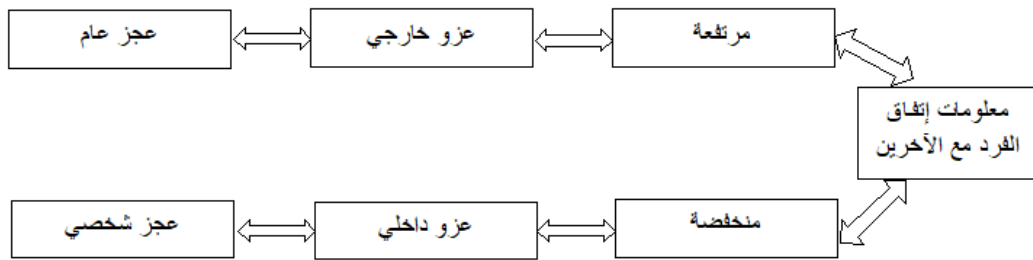 مرتفعة
عزو خارجي
عجز عام
معلومات إتفاق
الفرد مع الآخرين
منخفضة
عزو داخلي
عجز شخصي